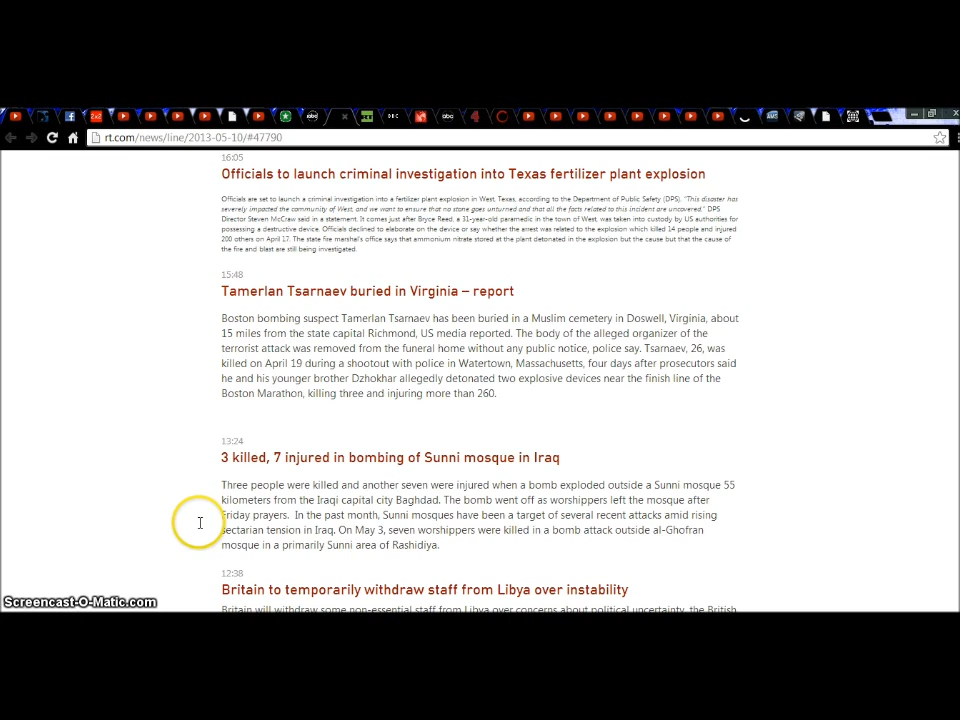 rt.com/news/line/2013-05-10/#47790
16:05
Officials to launch criminal investigation into Texas fertilizer plant explosion
Officials are set to launch a criminal investigation into a fertilizer plant explosion in West, Texas, according to the Department of Public Safety (DPS). "This disaster has
severely impacted the community of West, and we want to ensure that no stone goes unturned and that all the facts related to this incident are uncovered." DPS
Director Steven McCraw said in a statement. It comes just after Bryce Reed, a 31-year-old paramedic in the town of West, was taken into custody by US authorities for
possessing a destructive device. Officials declined to elaborate on the device or say whether the arrest was related to the explosion which killed 14 people and injured
200 others on April 17. The state fire marshal's office says that ammonium nitrate stored at the plant detonated in the explosion but the cause but that the cause of
the fire and blast are still being investigated.
15:48
Tamerlan Tsarnaev buried in Virginia – report
Boston bombing suspect Tamerlan Tsarnaev has been buried in a Muslim cemetery in Doswell, Virginia, about
15 miles from the state capital Richmond, US media reported. The body of the alleged organizer of the
terrorist attack was removed from the funeral home without any public notice, police say. Tsarnaev, 26, was
killed on April 19 during a shootout with police in Watertown, Massachusetts, four days after prosecutors said
he and his younger brother Dzhokhar allegedly detonated two explosive devices near the finish line of the
Boston Marathon, killing three and injuring more than 260.
13:24
3 killed, 7 injured in bombing of Sunni mosque in Iraq
Three people were killed and another seven were injured when a bomb exploded outside a Sunni mosque 55
kilometers from the Iraqi capital city Baghdad. The bomb went off as worshippers left the mosque after
Friday prayers. In the past month, Sunni mosques have been a target of several recent attacks amid rising
sectarian tension in Iraq. On May 3, seven worshippers were killed in a bomb attack outside al-Ghofran
mosque in a primarily Sunni area of Rashidiya.
12:38
Britain to temporarily withdraw staff from Libya over instability
Britain will withdraw some non-essential staff from Libya over concerns about political uncertainty, the British
Screencast-O-Matic.com